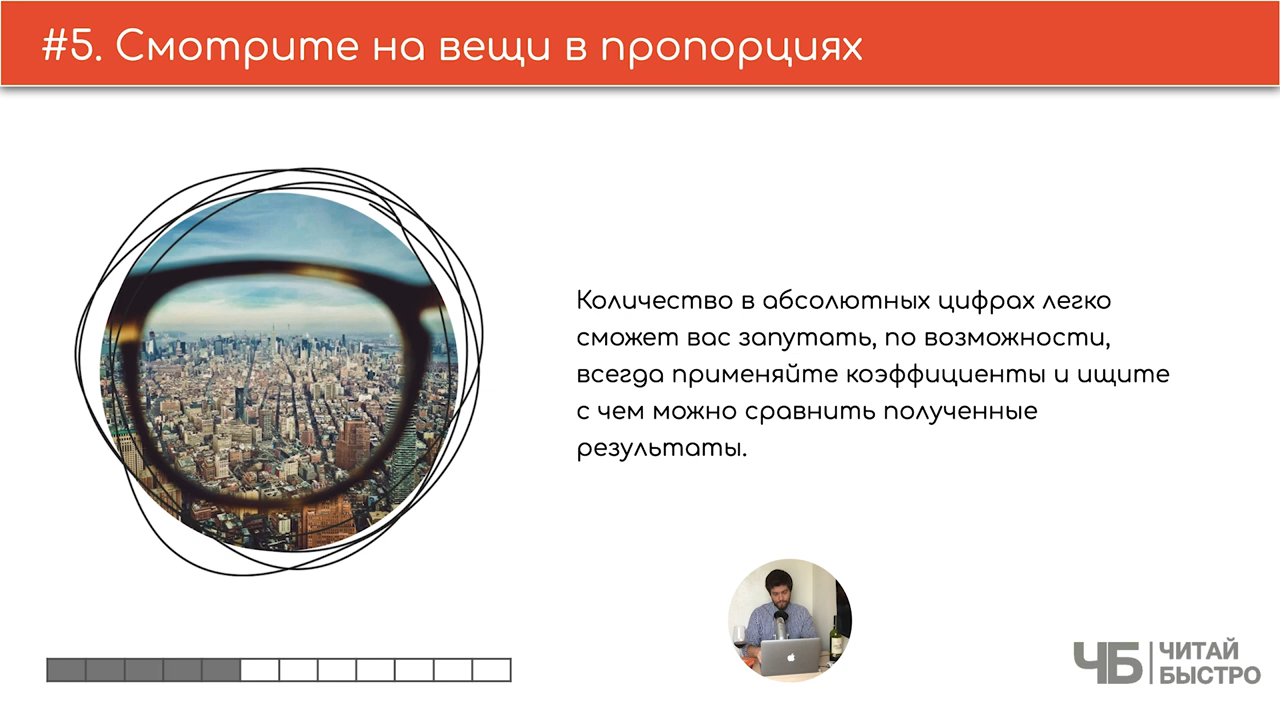 #5. Смотрите на вещи в пропорциях
Количество в абсолютных цифрах легко
сможет вас запутать, по возможности,
всегда применяйте коэффициенты и ищите
с чем можно сравнить полученные
результаты.
ЧБ
ЧИТАЙ
БЫСТРО